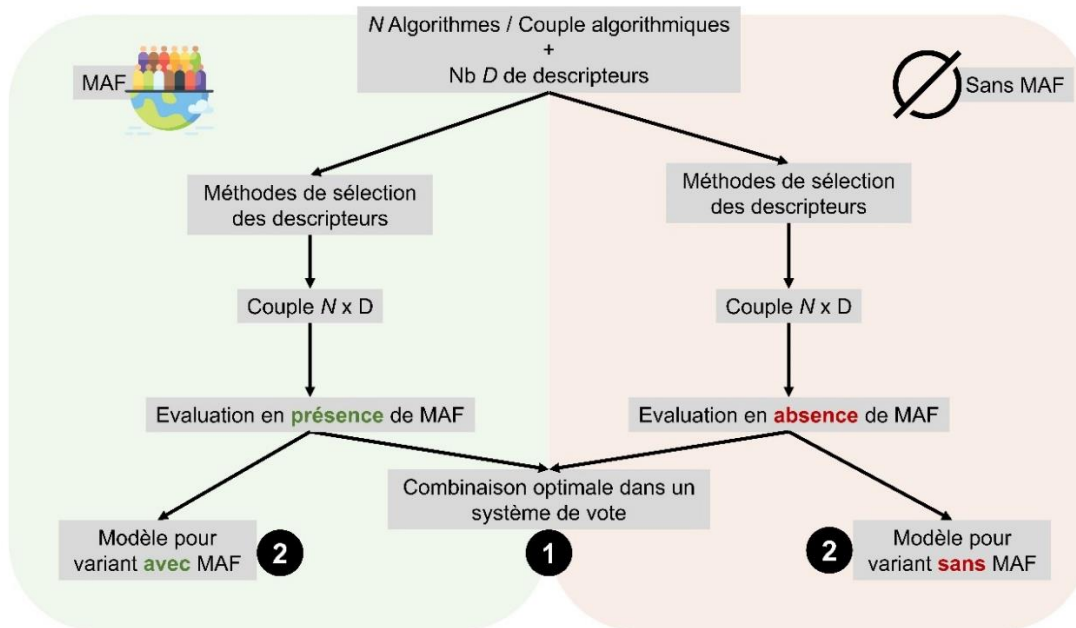 N Algorithmes / Couple algorithmiques
+
Nb D de descripteurs
MAF
Sans MAF
Méthodes de sélection
des descripteurs
Méthodes de sélection
des descripteurs
Couple N x D
Couple N x D
Evaluation en présence de MAF
Evaluation en absence de MAF
Combinaison optimale dans un
système de vote
Modèle pour
variant avec MAF
2
1
2
Modèle pour
variant sans MAF